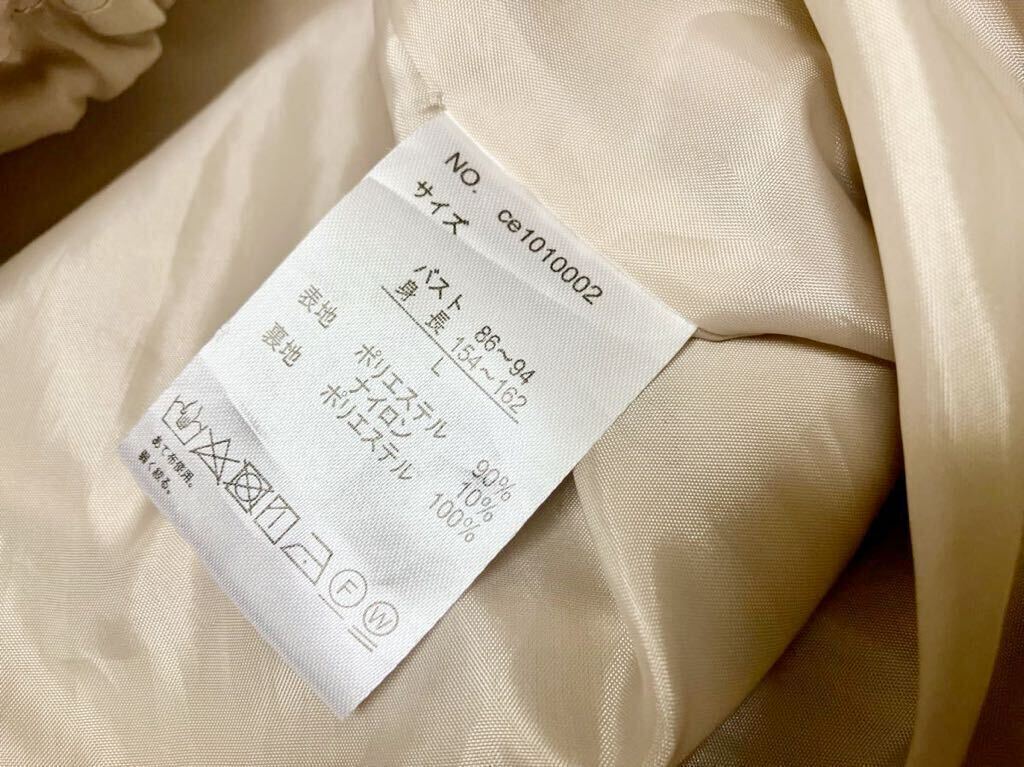 NO. ce1010002
サイズ
バスト 86～94
身長 154～162
L
表地 ポリエステル 90%
ナイロン 10%
裏地 ポリエステル 100%
あて布使用。
弱く絞る。
F W